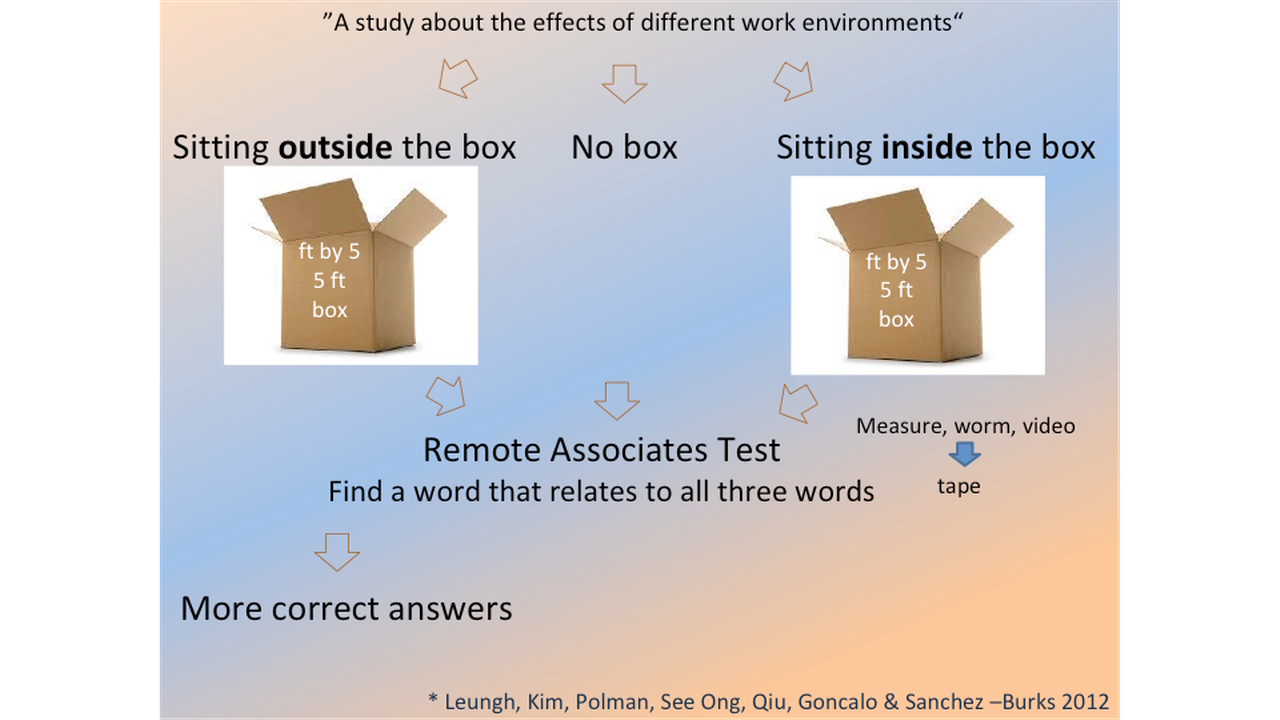 ”A study about the effects of different work environments“
Sitting outside the box
No box
Sitting inside the box
ft by 5
5 ft
box
ft by 5
5 ft
box
Measure, worm, video
tape
Remote Associates Test
Find a word that relates to all three words
More correct answers
* Leungh, Kim, Polman, See Ong, Qiu, Goncalo & Sanchez –Burks 2012